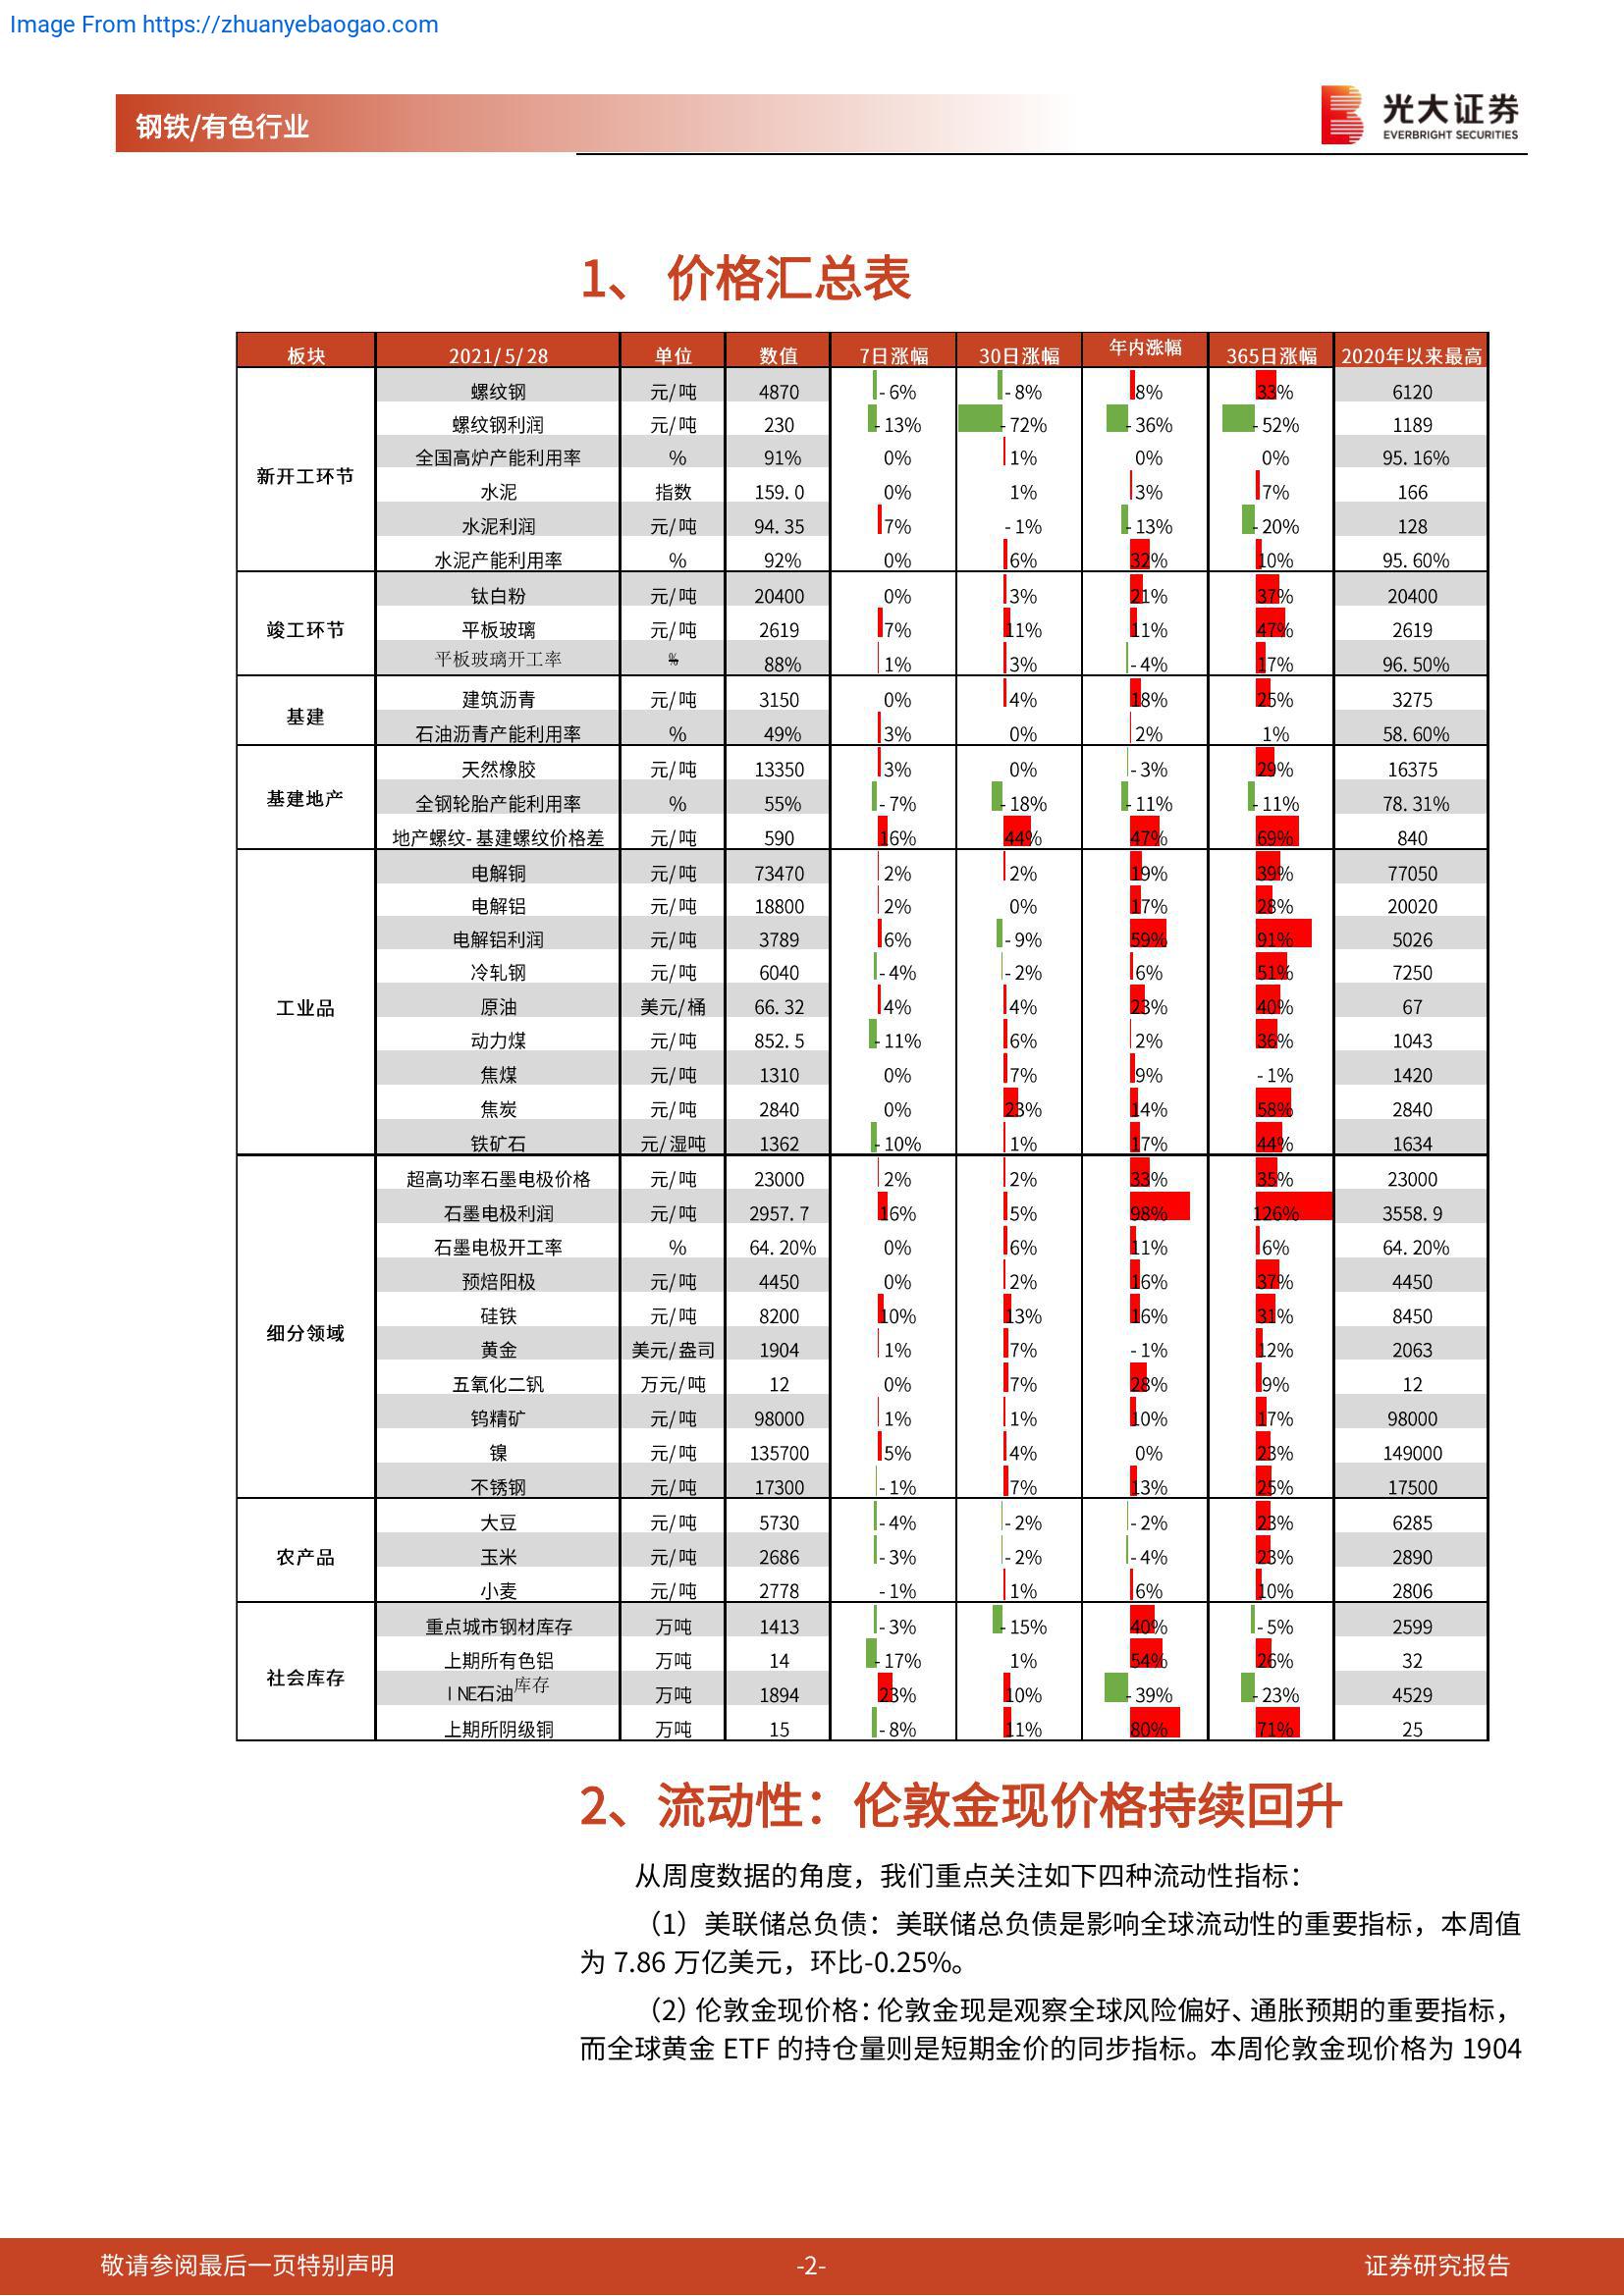 Image From https://zhuanyebaogao.com
钢铁/有色行业
光大证券
EVERBRIGHT SECURITIES
1、 价格汇总表
板块 2021/5/28 单位 数值 7日涨幅 30日涨幅 年内涨幅 365日涨幅 2020年以来最高
新开工环节
螺纹钢 元/吨 4870 -6% -8% 8% 33% 6120
螺纹钢利润 元/吨 230 -13% -72% -36% -52% 1189
全国高炉产能利用率 % 91% 0% 1% 0% 0% 95.16%
水泥 指数 159.0 0% 1% 3% 7% 166
水泥利润 元/吨 94.35 7% -1% -13% -20% 128
水泥产能利用率 % 92% 0% 6% 32% 10% 95.60%
竣工环节
钛白粉 元/吨 20400 0% 3% 21% 37% 20400
平板玻璃 元/吨 2619 7% 11% 11% 47% 2619
平板玻璃开工率 % 88% 1% 3% -4% 17% 96.50%
基建
建筑沥青 元/吨 3150 0% 4% 18% 25% 3275
石油沥青产能利用率 % 49% 3% 0% 2% 1% 58.60%
基建地产
天然橡胶 元/吨 13350 3% 0% -3% 29% 16375
全钢轮胎产能利用率 % 55% -7% -18% -11% -11% 78.31%
地产螺纹-基建螺纹价格差 元/吨 590 16% 44% 47% 69% 840
工业品
电解铜 元/吨 73470 2% 2% 19% 39% 77050
电解铝 元/吨 18800 2% 0% 17% 28% 20020
电解铝利润 元/吨 3789 6% -9% 59% 91% 5026
冷轧钢 元/吨 6040 -4% -2% 6% 51% 7250
原油 美元/桶 66.32 4% 4% 23% 40% 67
动力煤 元/吨 852.5 -11% 6% 2% 36% 1043
焦煤 元/吨 1310 0% 7% 9% -1% 1420
焦炭 元/吨 2840 0% 23% 14% 58% 2840
铁矿石 元/湿吨 1362 -10% 1% 17% 44% 1634
细分领域
超高功率石墨电极价格 元/吨 23000 2% 2% 33% 35% 23000
石墨电极利润 元/吨 2957.7 16% 5% 98% 126% 3558.9
石墨电极开工率 % 64.20% 0% 6% 11% 6% 64.20%
预焙阳极 元/吨 4450 0% 2% 16% 37% 4450
硅铁 元/吨 8200 10% 13% 16% 31% 8450
黄金 美元/盎司 1904 1% 7% -1% 12% 2063
五氧化二钒 万元/吨 12 0% 7% 28% 9% 12
钨精矿 元/吨 98000 1% 1% 10% 17% 98000
镍 元/吨 135700 5% 4% 0% 23% 149000
不锈钢 元/吨 17300 -1% 7% 13% 25% 17500
农产品
大豆 元/吨 5730 -4% -2% -2% 23% 6285
玉米 元/吨 2686 -3% -2% -4% 23% 2890
小麦 元/吨 2778 -1% 1% 6% 10% 2806
社会库存
重点城市钢材库存 万吨 1413 -3% -15% 40% -5% 2599
上期所有色铝 万吨 14 -17% 1% 54% 26% 32
INE石油库存 万吨 1894 23% 10% -39% -23% 4529
上期所阴级铜 万吨 15 -8% 11% 80% 71% 25
2、流动性：伦敦金现价格持续回升
从周度数据的角度，我们重点关注如下四种流动性指标：
（1）美联储总负债：美联储总负债是影响全球流动性的重要指标，本周值
为 7.86 万亿美元，环比-0.25%。
（2）伦敦金现价格：伦敦金现是观察全球风险偏好、通胀预期的重要指标，
而全球黄金 ETF 的持仓量则是短期金价的同步指标。本周伦敦金现价格为 1904
敬请参阅最后一页特别声明
-2-
证券研究报告